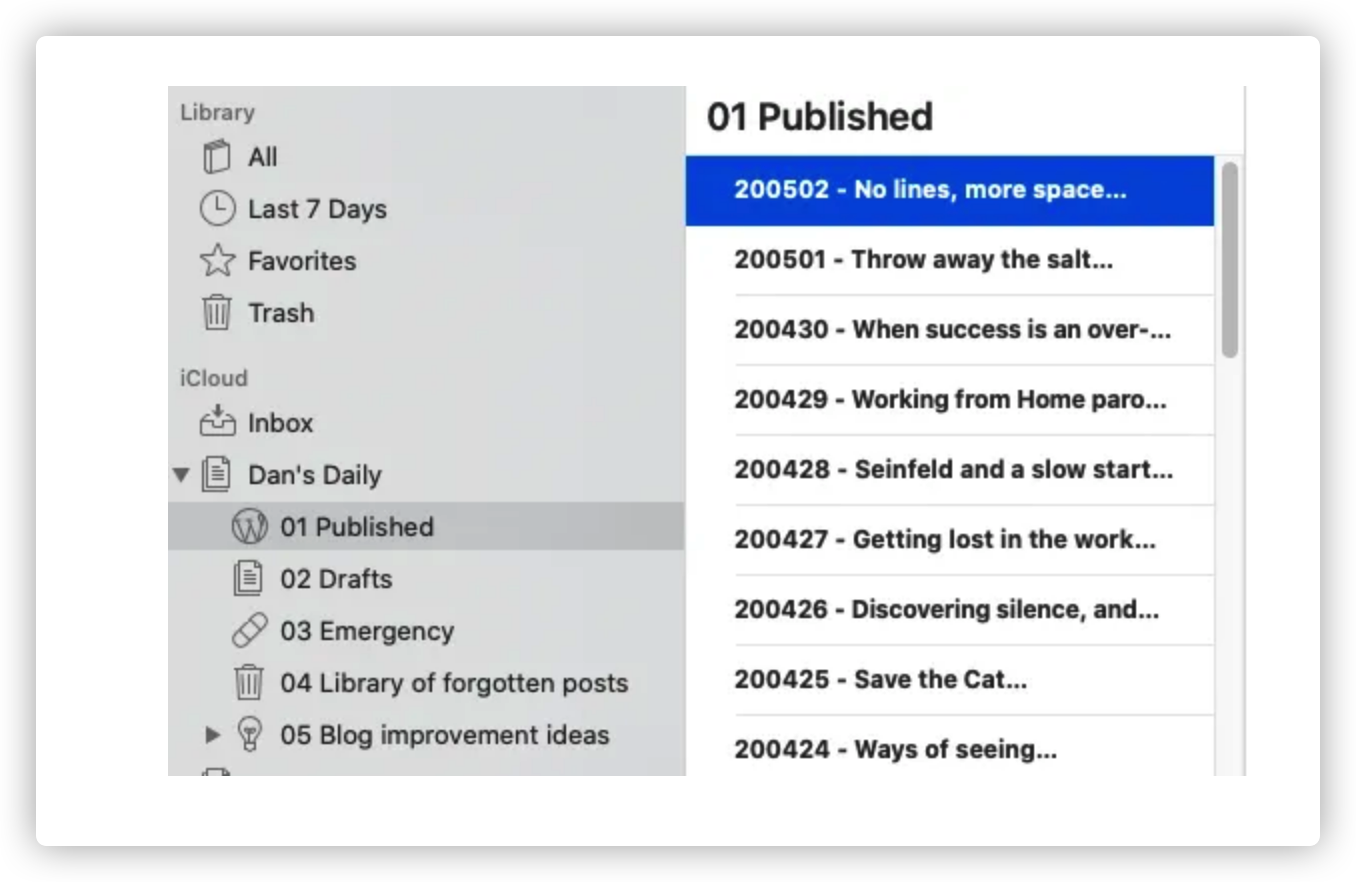 Library
All
Last 7 Days
Favorites
Trash
iCloud
Inbox
Dan's Daily
01 Published
02 Drafts
03 Emergency
04 Library of forgotten posts
05 Blog improvement ideas
01 Published
200502 - No lines, more space...
200501 - Throw away the salt...
200430 - When success is an over-...
200429 - Working from Home paro...
200428 - Seinfeld and a slow start...
200427 - Getting lost in the work...
200426 - Discovering silence, and...
200425 - Save the Cat...
200424 - Ways of seeing...